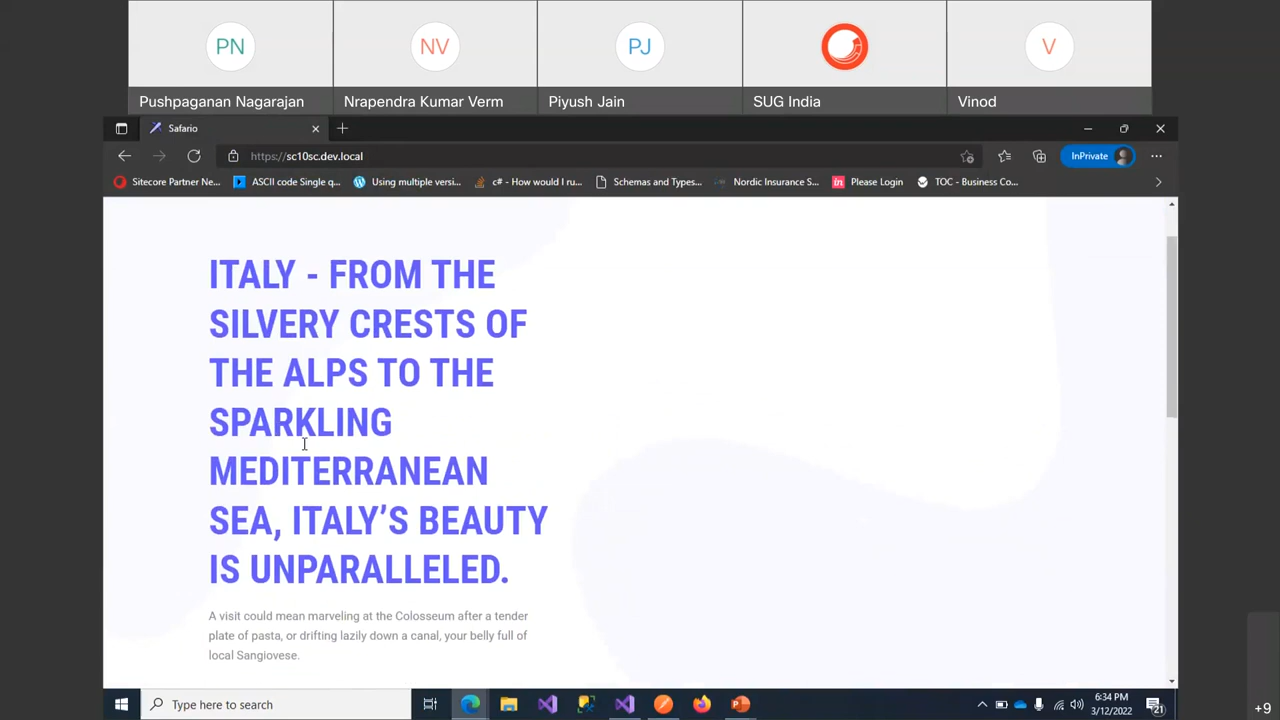 PN
NV
PJ
V
Pushpaganan Nagarajan
Nrapendra Kumar Verm
Piyush Jain
SUG India
Vinod
Safario
https://sc10sc.dev.local
InPrivate
Sitecore Partner Ne...
ASCII code Single q...
Using multiple versi...
c# - How would I ru...
Schemas and Types...
Nordic Insurance S...
Please Login
TOC - Business Co...
ITALY - FROM THE
SILVERY CRESTS OF
THE ALPS TO THE
SPARKLING
MEDITERRANEAN
SEA, ITALY’S BEAUTY
IS UNPARALLELED.
A visit could mean marveling at the Colosseum after a tender
plate of pasta, or drifting lazily down a canal, your belly full of
local Sangiovese.
Type here to search
6:34 PM
3/12/2022
21
+9